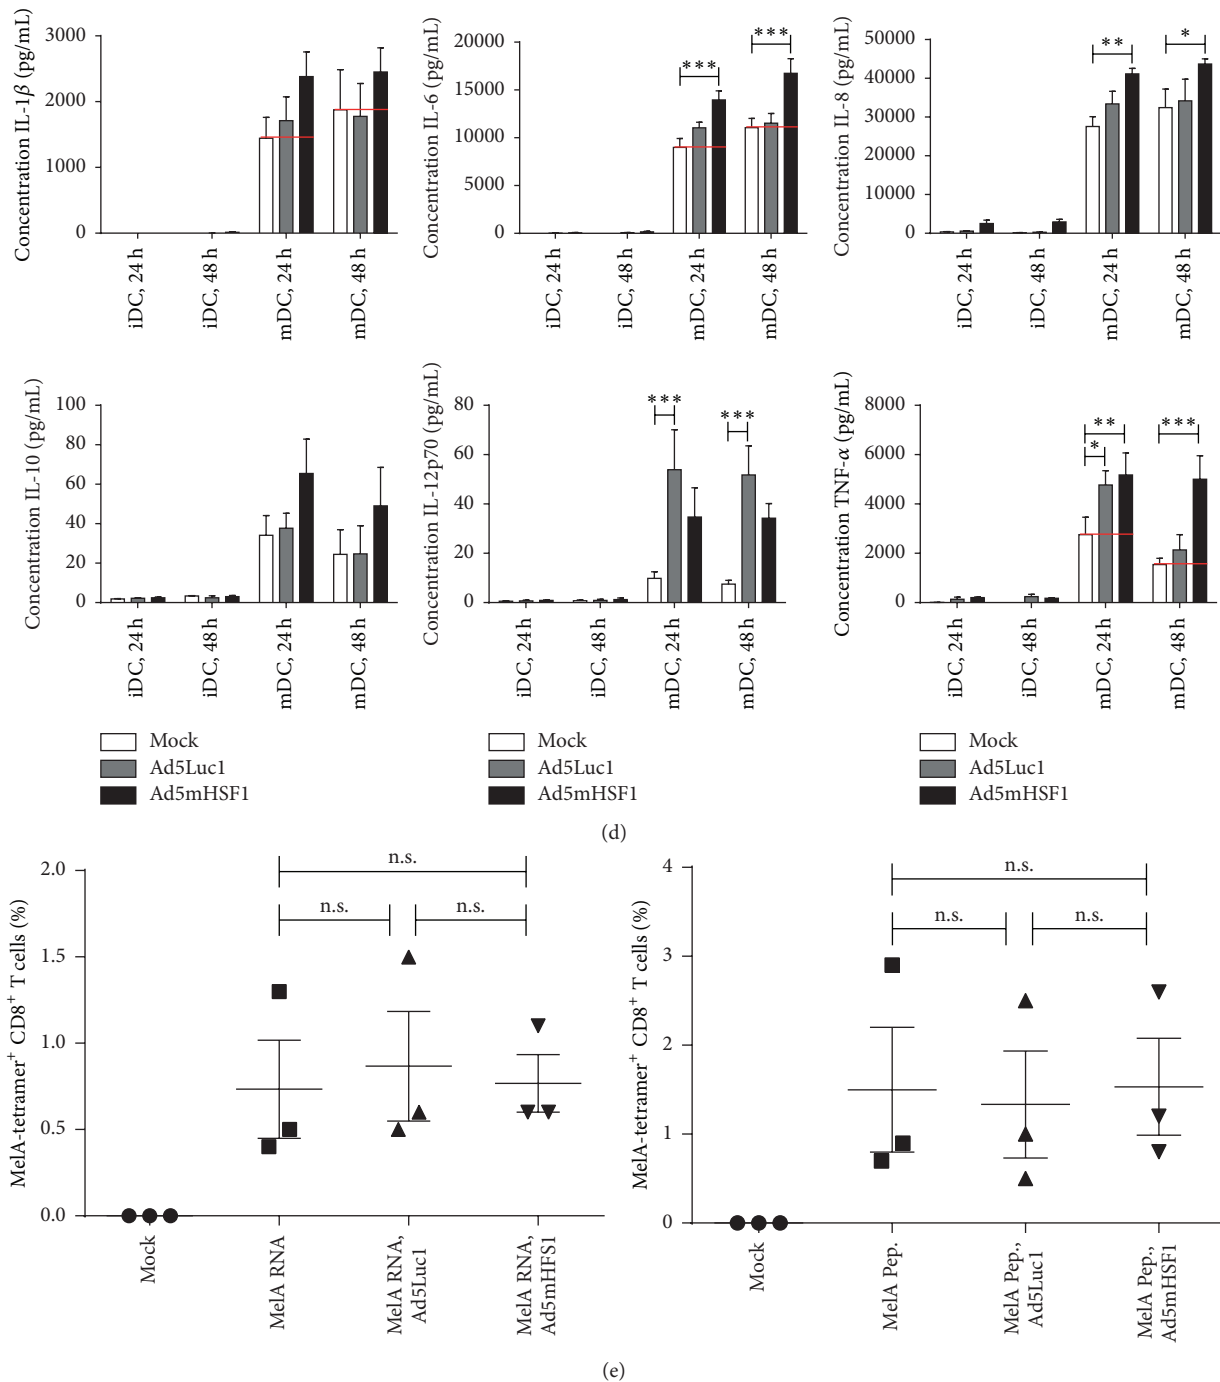 Concentration IL-1β (pg/mL)
3000
2000
1000
0
iDC, 24 h
iDC, 48 h
mDC, 24 h
mDC, 48 h
Concentration IL-6 (pg/mL)
20000
15000
10000
5000
0
***
***
iDC, 24 h
iDC, 48 h
mDC, 24 h
mDC, 48 h
Concentration IL-8 (pg/mL)
50000
40000
30000
20000
10000
0
**
*
iDC, 24 h
iDC, 48 h
mDC, 24 h
mDC, 48 h
Concentration IL-10 (pg/mL)
100
80
60
40
20
0
iDC, 24 h
iDC, 48 h
mDC, 24 h
mDC, 48 h
Mock
Ad5Luc1
Ad5mHSF1
Concentration IL-12p70 (pg/mL)
80
60
40
20
0
***
***
iDC, 24 h
iDC, 48 h
mDC, 24 h
mDC, 48 h
Mock
Ad5Luc1
Ad5mHSF1
Concentration TNF-α (pg/mL)
8000
6000
4000
2000
0
**
*
***
iDC, 24 h
iDC, 48 h
mDC, 24 h
mDC, 48 h
Mock
Ad5Luc1
Ad5mHSF1
(d)
MelA-tetramer⁺ CD8⁺ T cells (%)
2.0
1.5
1.0
0.5
0.0
n.s.
n.s.
n.s.
Mock
MelA RNA
MelA RNA,
Ad5Luc1
MelA RNA,
Ad5mHFS1
MelA-tetramer⁺ CD8⁺ T cells (%)
4
3
2
1
0
n.s.
n.s.
n.s.
Mock
MelA Pep.
MelA Pep.,
Ad5Luc1
MelA Pep.,
Ad5mHSF1
(e)